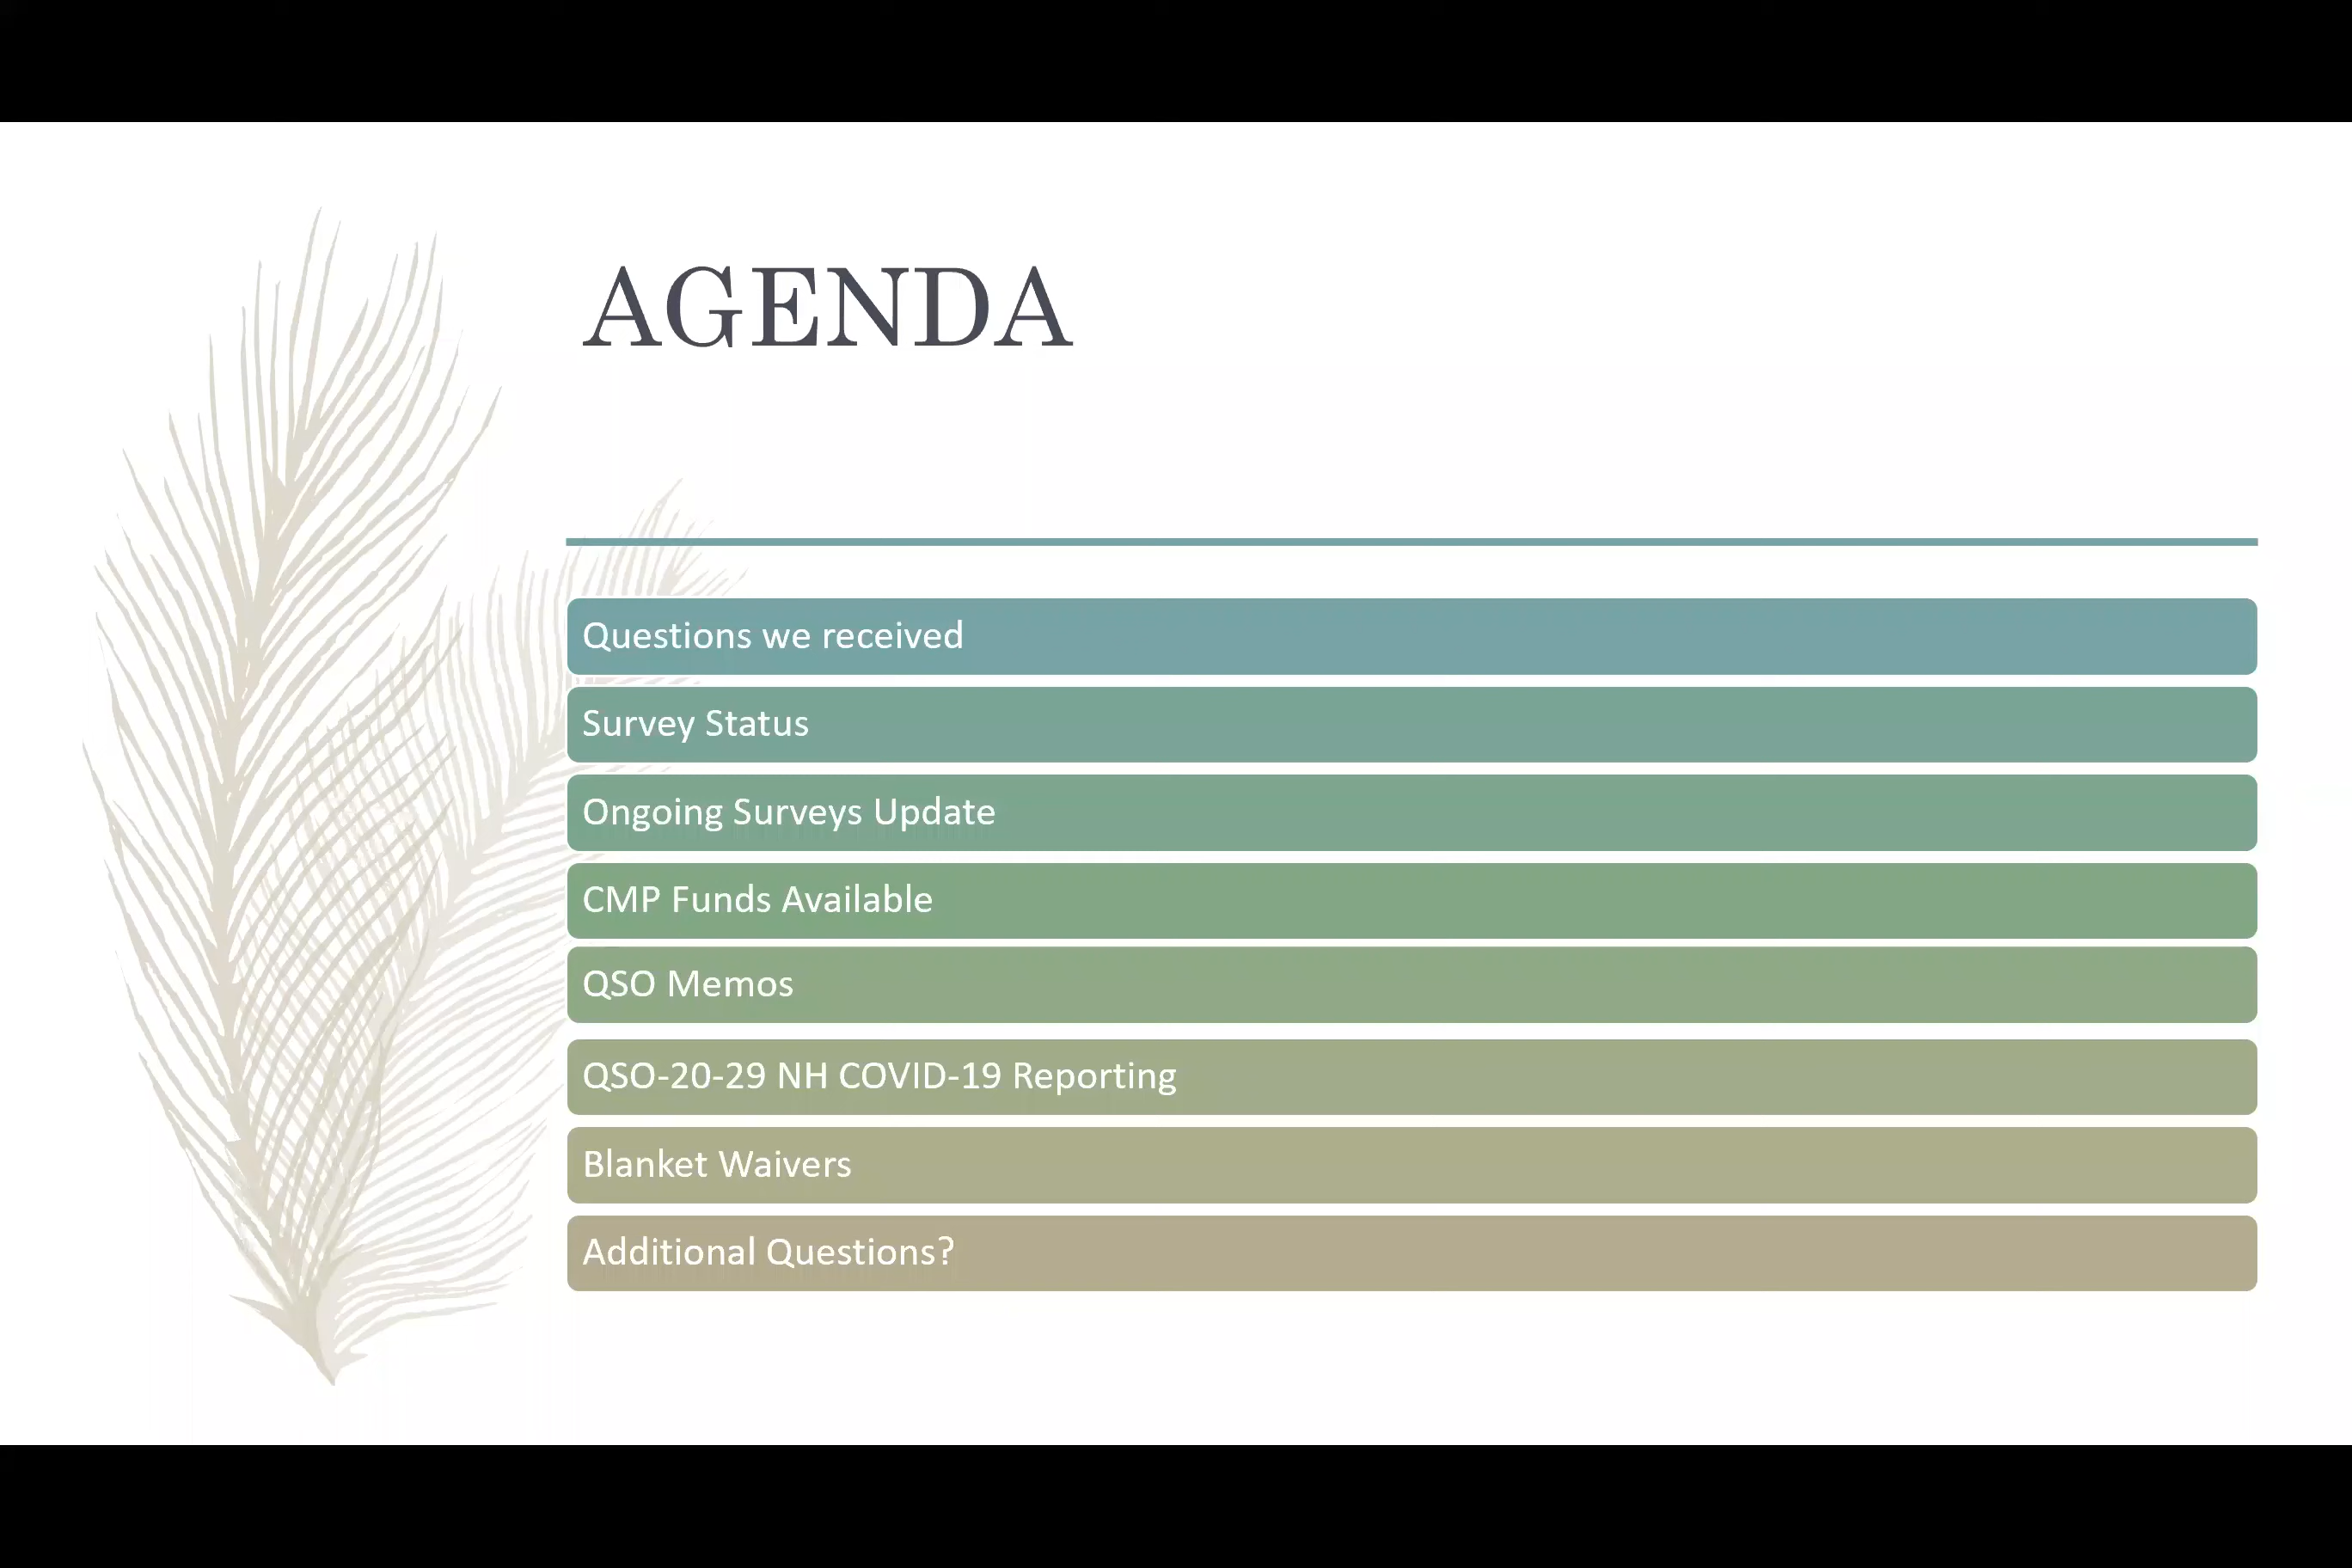 AGENDA
Questions we received
Survey Status
Ongoing Surveys Update
CMP Funds Available
QSO Memos
QSO-20-29 NH COVID-19 Reporting
Blanket Waivers
Additional Questions?